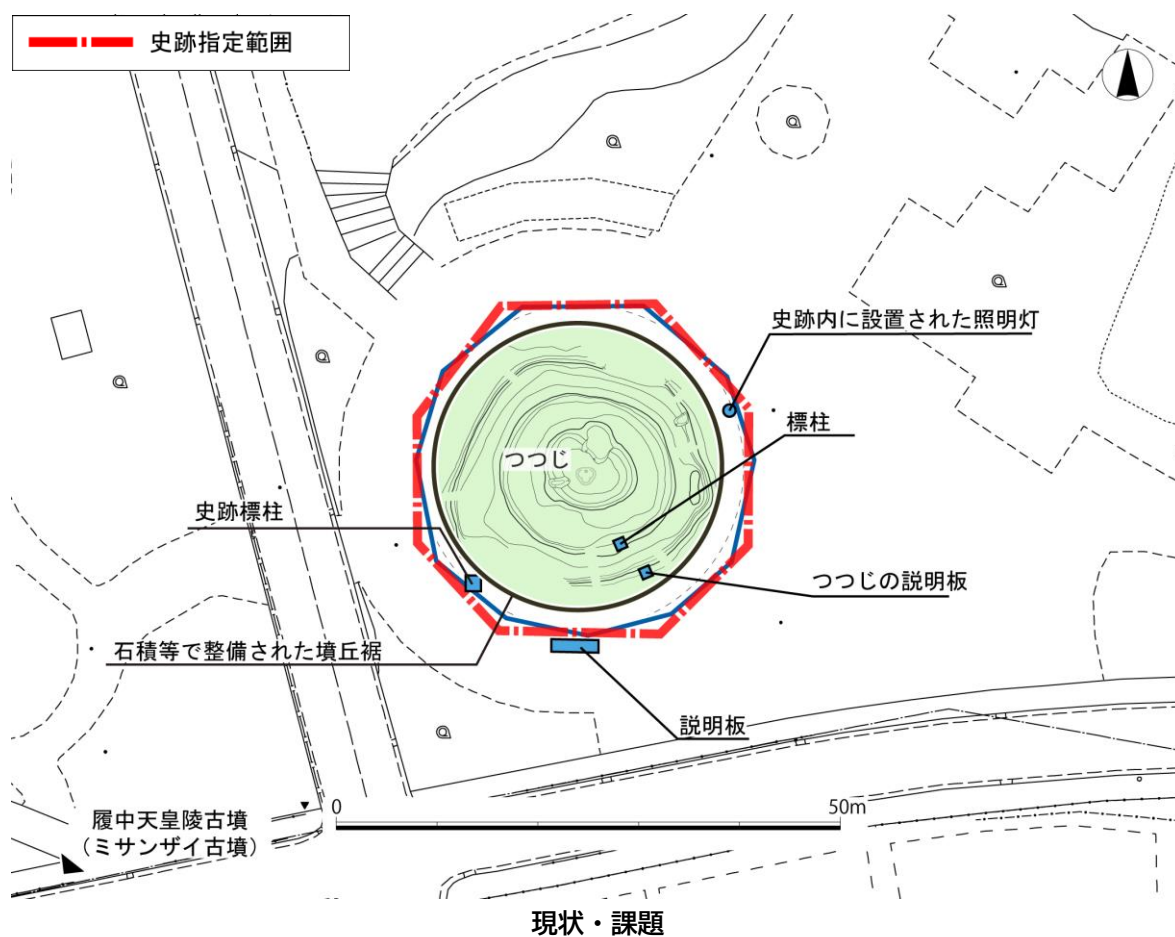 史跡指定範囲
史跡内に設置された照明灯
標柱
つつじ
史跡標柱
つつじの説明板
石積等で整備された墳丘裾
説明板
0
50m
履中天皇陵古墳
（ミサンザイ古墳）
現状・課題